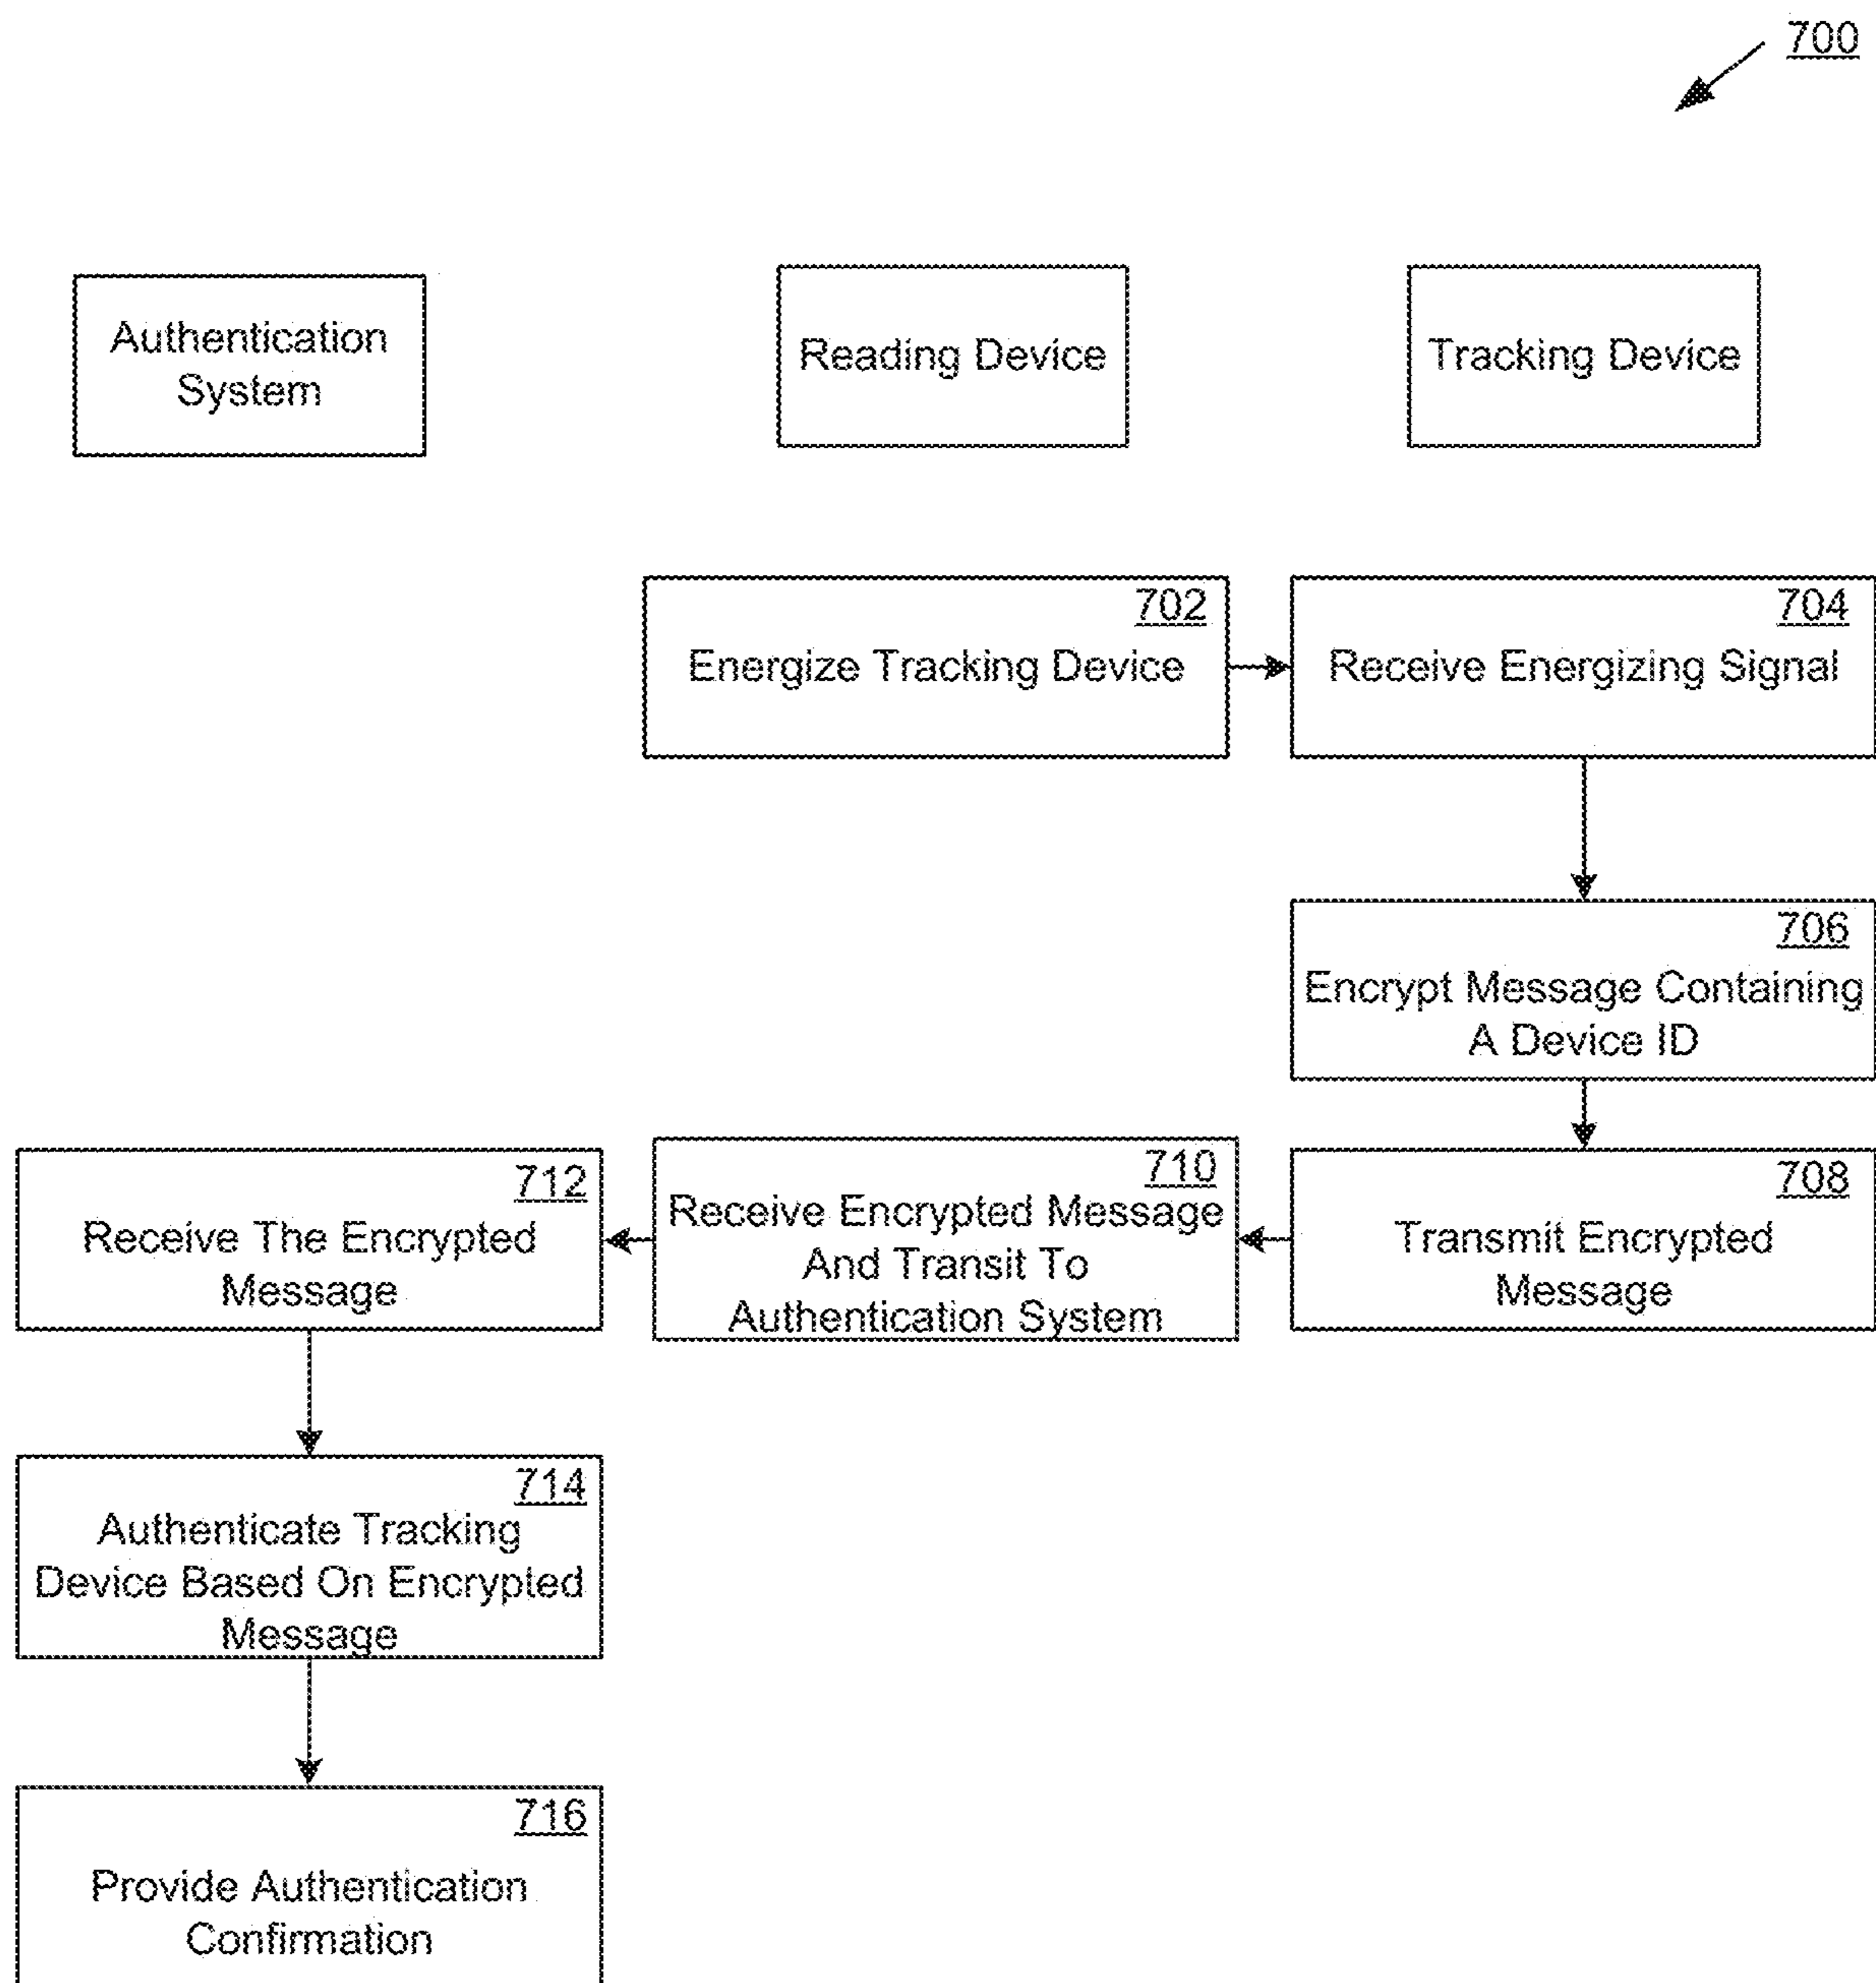 700
Authentication
System
Reading Device
Tracking Device
702
Energize Tracking Device
704
Receive Energizing Signal
706
Encrypt Message Containing
A Device ID
708
Transmit Encrypted
Message
710
Receive Encrypted Message
And Transit To
Authentication System
712
Receive The Encrypted
Message
714
Authenticate Tracking
Device Based On Encrypted
Message
716
Provide Authentication
Confirmation